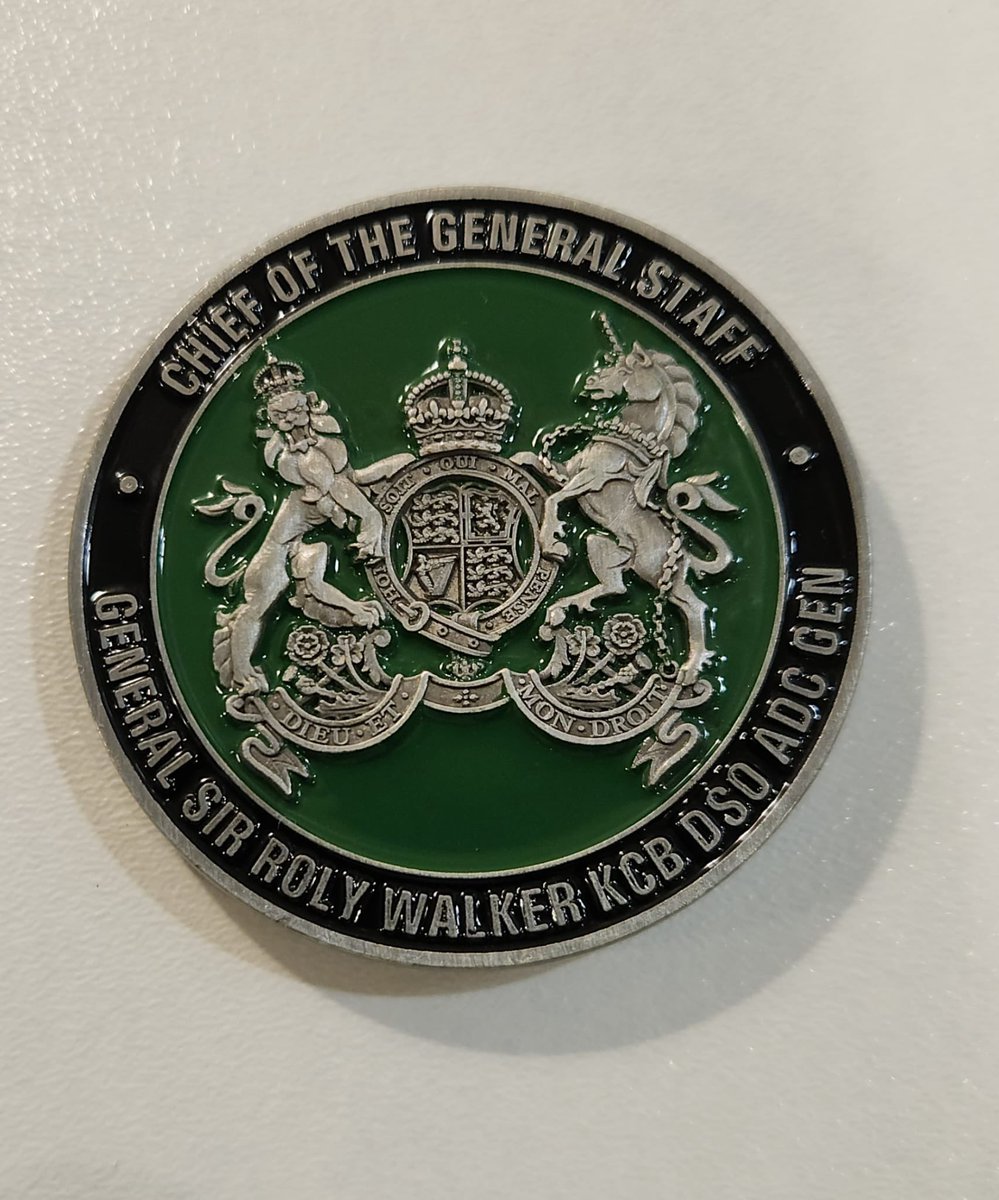 CHIEF OF THE GENERAL STAFF
HONI · SOIT · QUI · MAL PENSE
· DIEU · ET ·
· MON · DROIT ·
GENERAL SIR ROLY WALKER KCB DSO ADC GEN